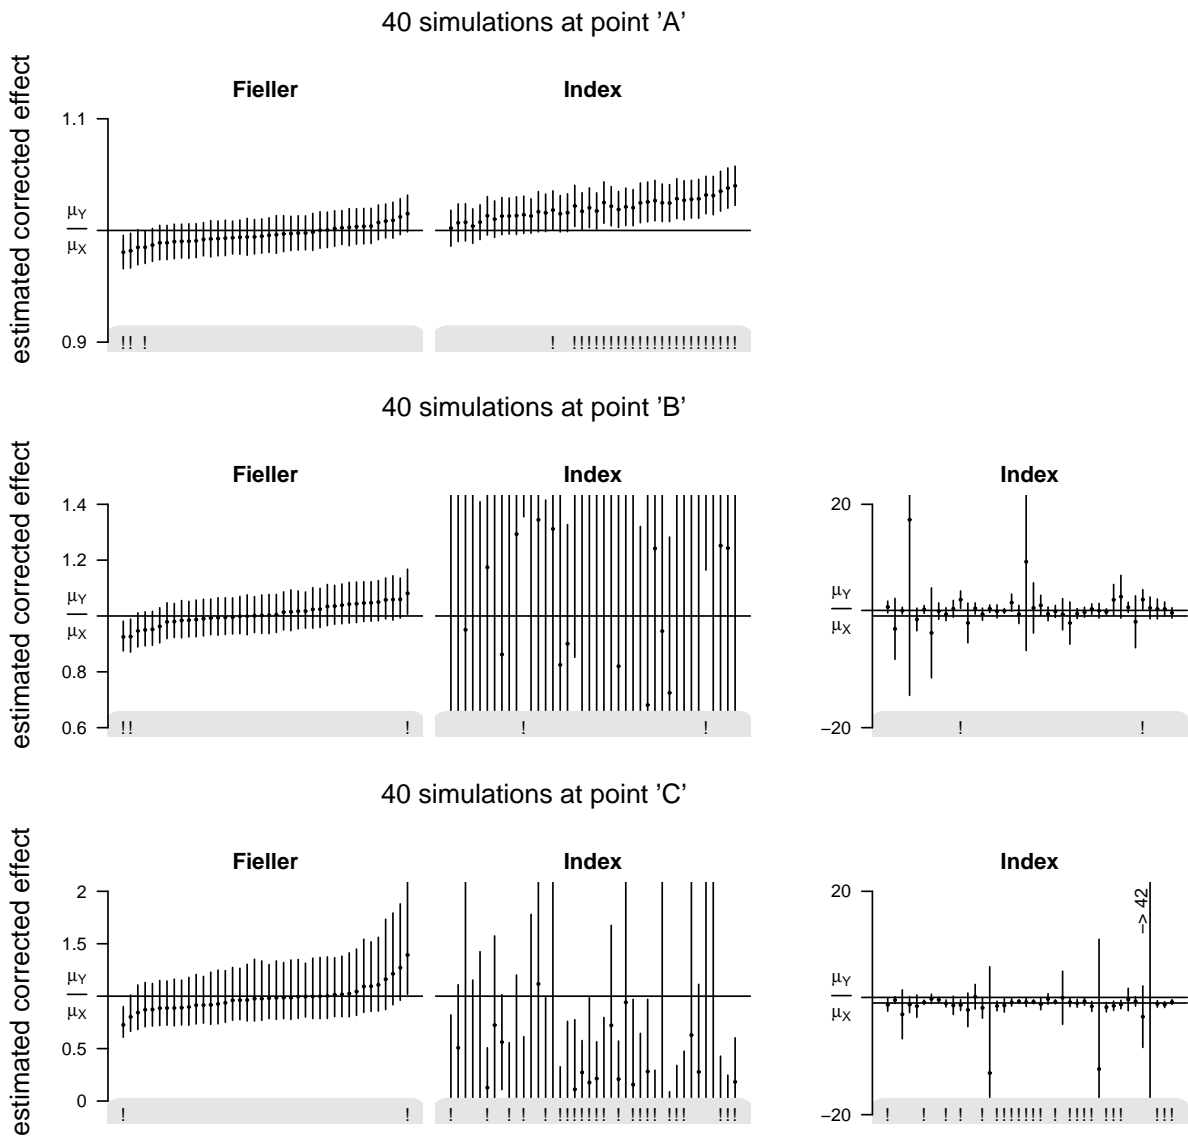 40 simulations at point 'A'
estimated corrected effect
Fieller
Index
1.1
μY
μX
0.9
!! !
! !!!!!!!!!!!!!!!!!!!!!!!
40 simulations at point 'B'
estimated corrected effect
Fieller
Index
Index
1.4
1.2
μY
μX
0.8
0.6
20
μY
μX
−20
!! !
! !
! !
40 simulations at point 'C'
estimated corrected effect
Fieller
Index
Index
2
1.5
μY
μX
0.5
0
20
−> 42
μY
μX
−20
! !
! ! ! ! ! !!!!!!! ! !!!! !!! !!!
! ! ! ! ! !!!!!!! ! !!!! !!! !!!